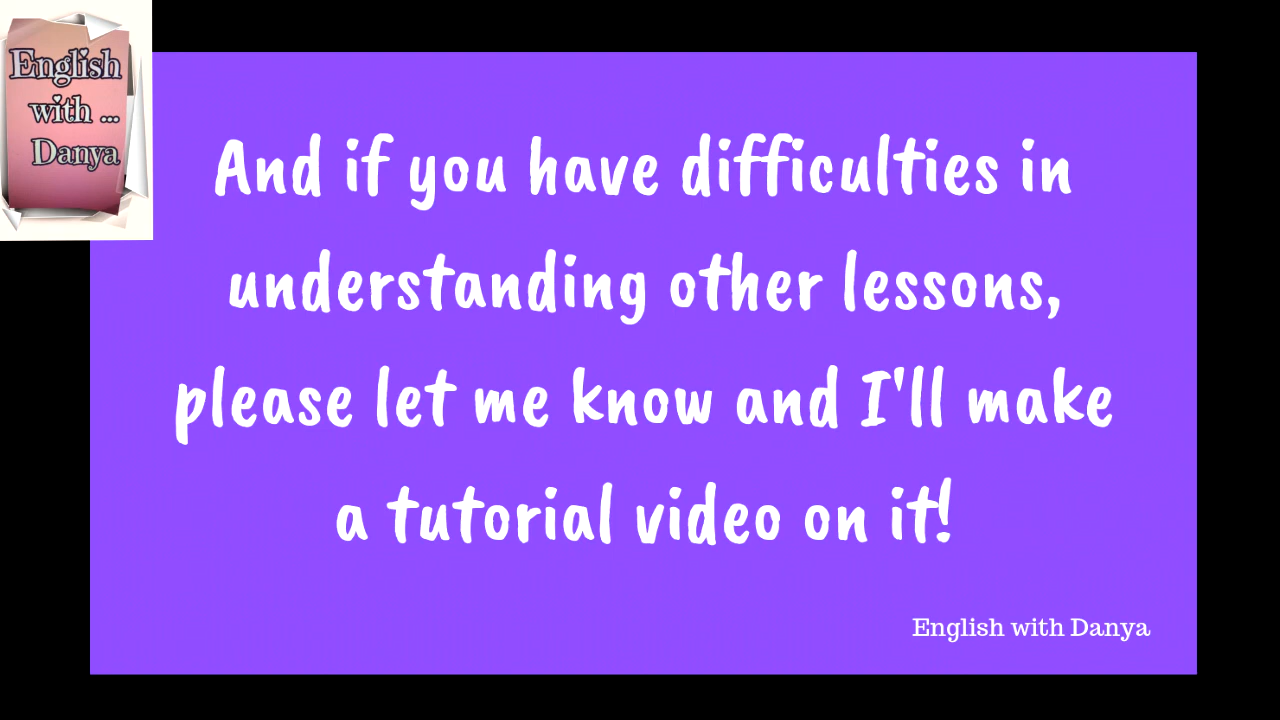 English
with ...
Danya
And if you have difficulties in
understanding other lessons,
please let me know and I'll make
a tutorial video on it!
English with Danya